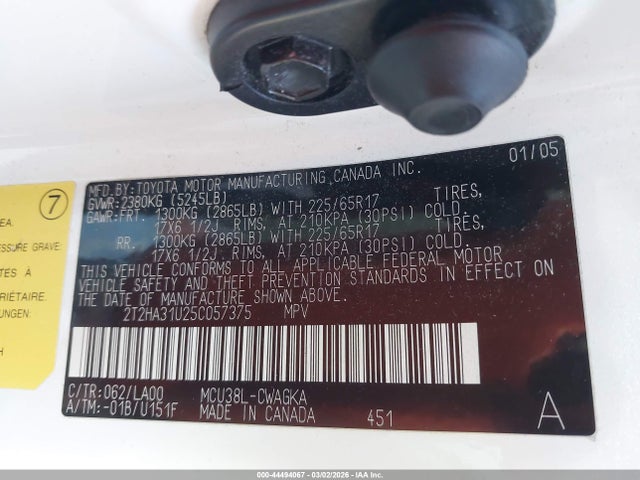 MFD. BY:TOYOTA MOTOR MANUFACTURING CANADA INC. 01/05
GVWR:2380KG (5245LB)
GAWR:FRT. 1300KG (2865LB) WITH 225/65R17 TIRES,
17X6 1/2J RIMS, AT 210KPA (30PSI) COLD.
RR. 1300KG (2865LB) WITH 225/65R17 TIRES,
17X6 1/2J RIMS, AT 210KPA (30PSI) COLD.
THIS VEHICLE CONFORMS TO ALL APPLICABLE FEDERAL MOTOR
VEHICLE SAFETY AND THEFT PREVENTION STANDARDS IN EFFECT ON
THE DATE OF MANUFACTURE SHOWN ABOVE.
2T2HA31U25C057375 MPV
C/TR:062/LA00 MCU38L-CWAGKA
A/TM:-01B/U151F MADE IN CANADA 451 A
7
EA.
ESSURE GRAVE:
TES À
RIÉTAIRE.
UNGEN:
H
000-44494067 - 03/02/2026 - IAAI.COM